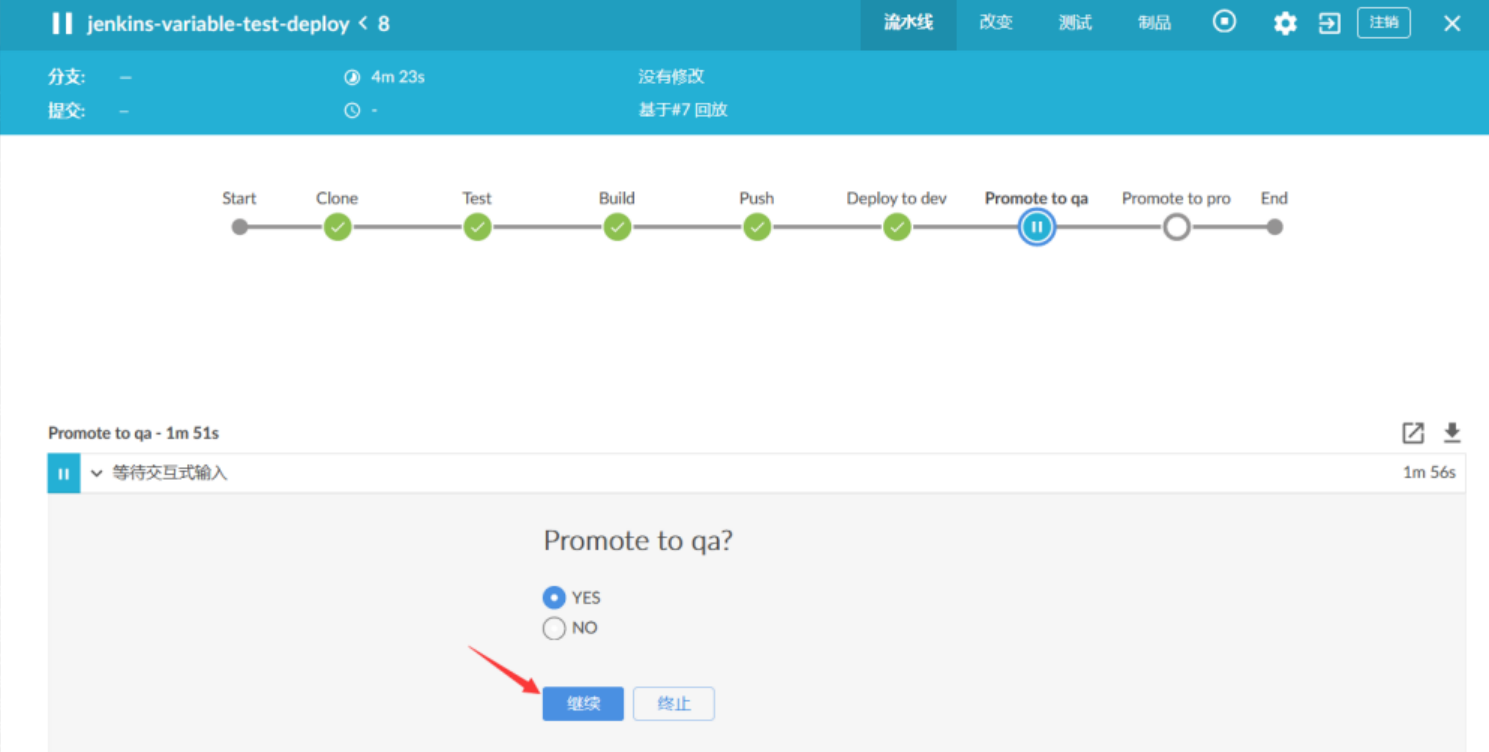 jenkins-variable-test-deploy < 8 流水线 改变 测试 制品 注销
分支: — 4m 23s 没有修改
提交: — - 基于#7 回放
Start Clone Test Build Push Deploy to dev Promote to qa Promote to pro End
Promote to qa - 1m 51s
等待交互式输入 1m 56s
Promote to qa?
YES
NO
继续 终止